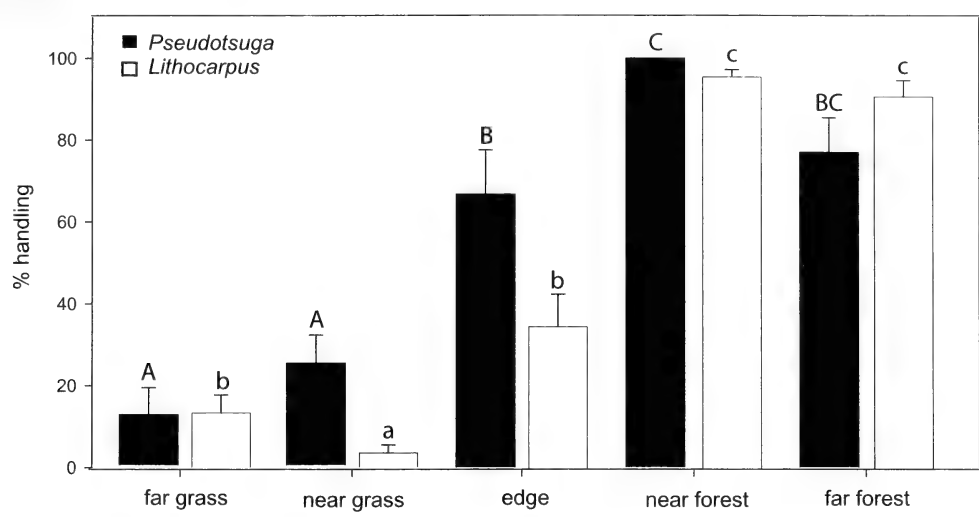 Pseudotsuga
Lithocarpus
% handling
100
80
60
40
20
0
A
b
A
a
B
b
C
c
BC
c
far grass
near grass
edge
near forest
far forest